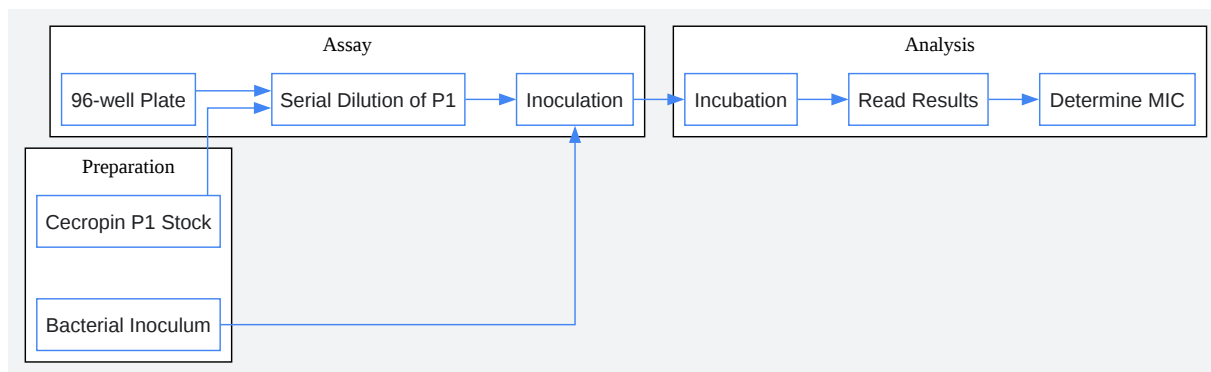 Assay
96-well Plate
Serial Dilution of P1
Inoculation
Analysis
Incubation
Read Results
Determine MIC
Preparation
Cecropin P1 Stock
Bacterial Inoculum